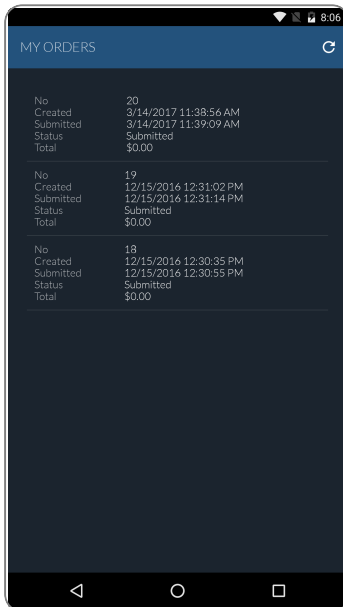 8:06
MY ORDERS
No 20
Created 3/14/2017 11:38:56 AM
Submitted 3/14/2017 11:39:09 AM
Status Submitted
Total $0.00
No 19
Created 12/15/2016 12:31:02 PM
Submitted 12/15/2016 12:31:14 PM
Status Submitted
Total $0.00
No 18
Created 12/15/2016 12:30:35 PM
Submitted 12/15/2016 12:30:55 PM
Status Submitted
Total $0.00